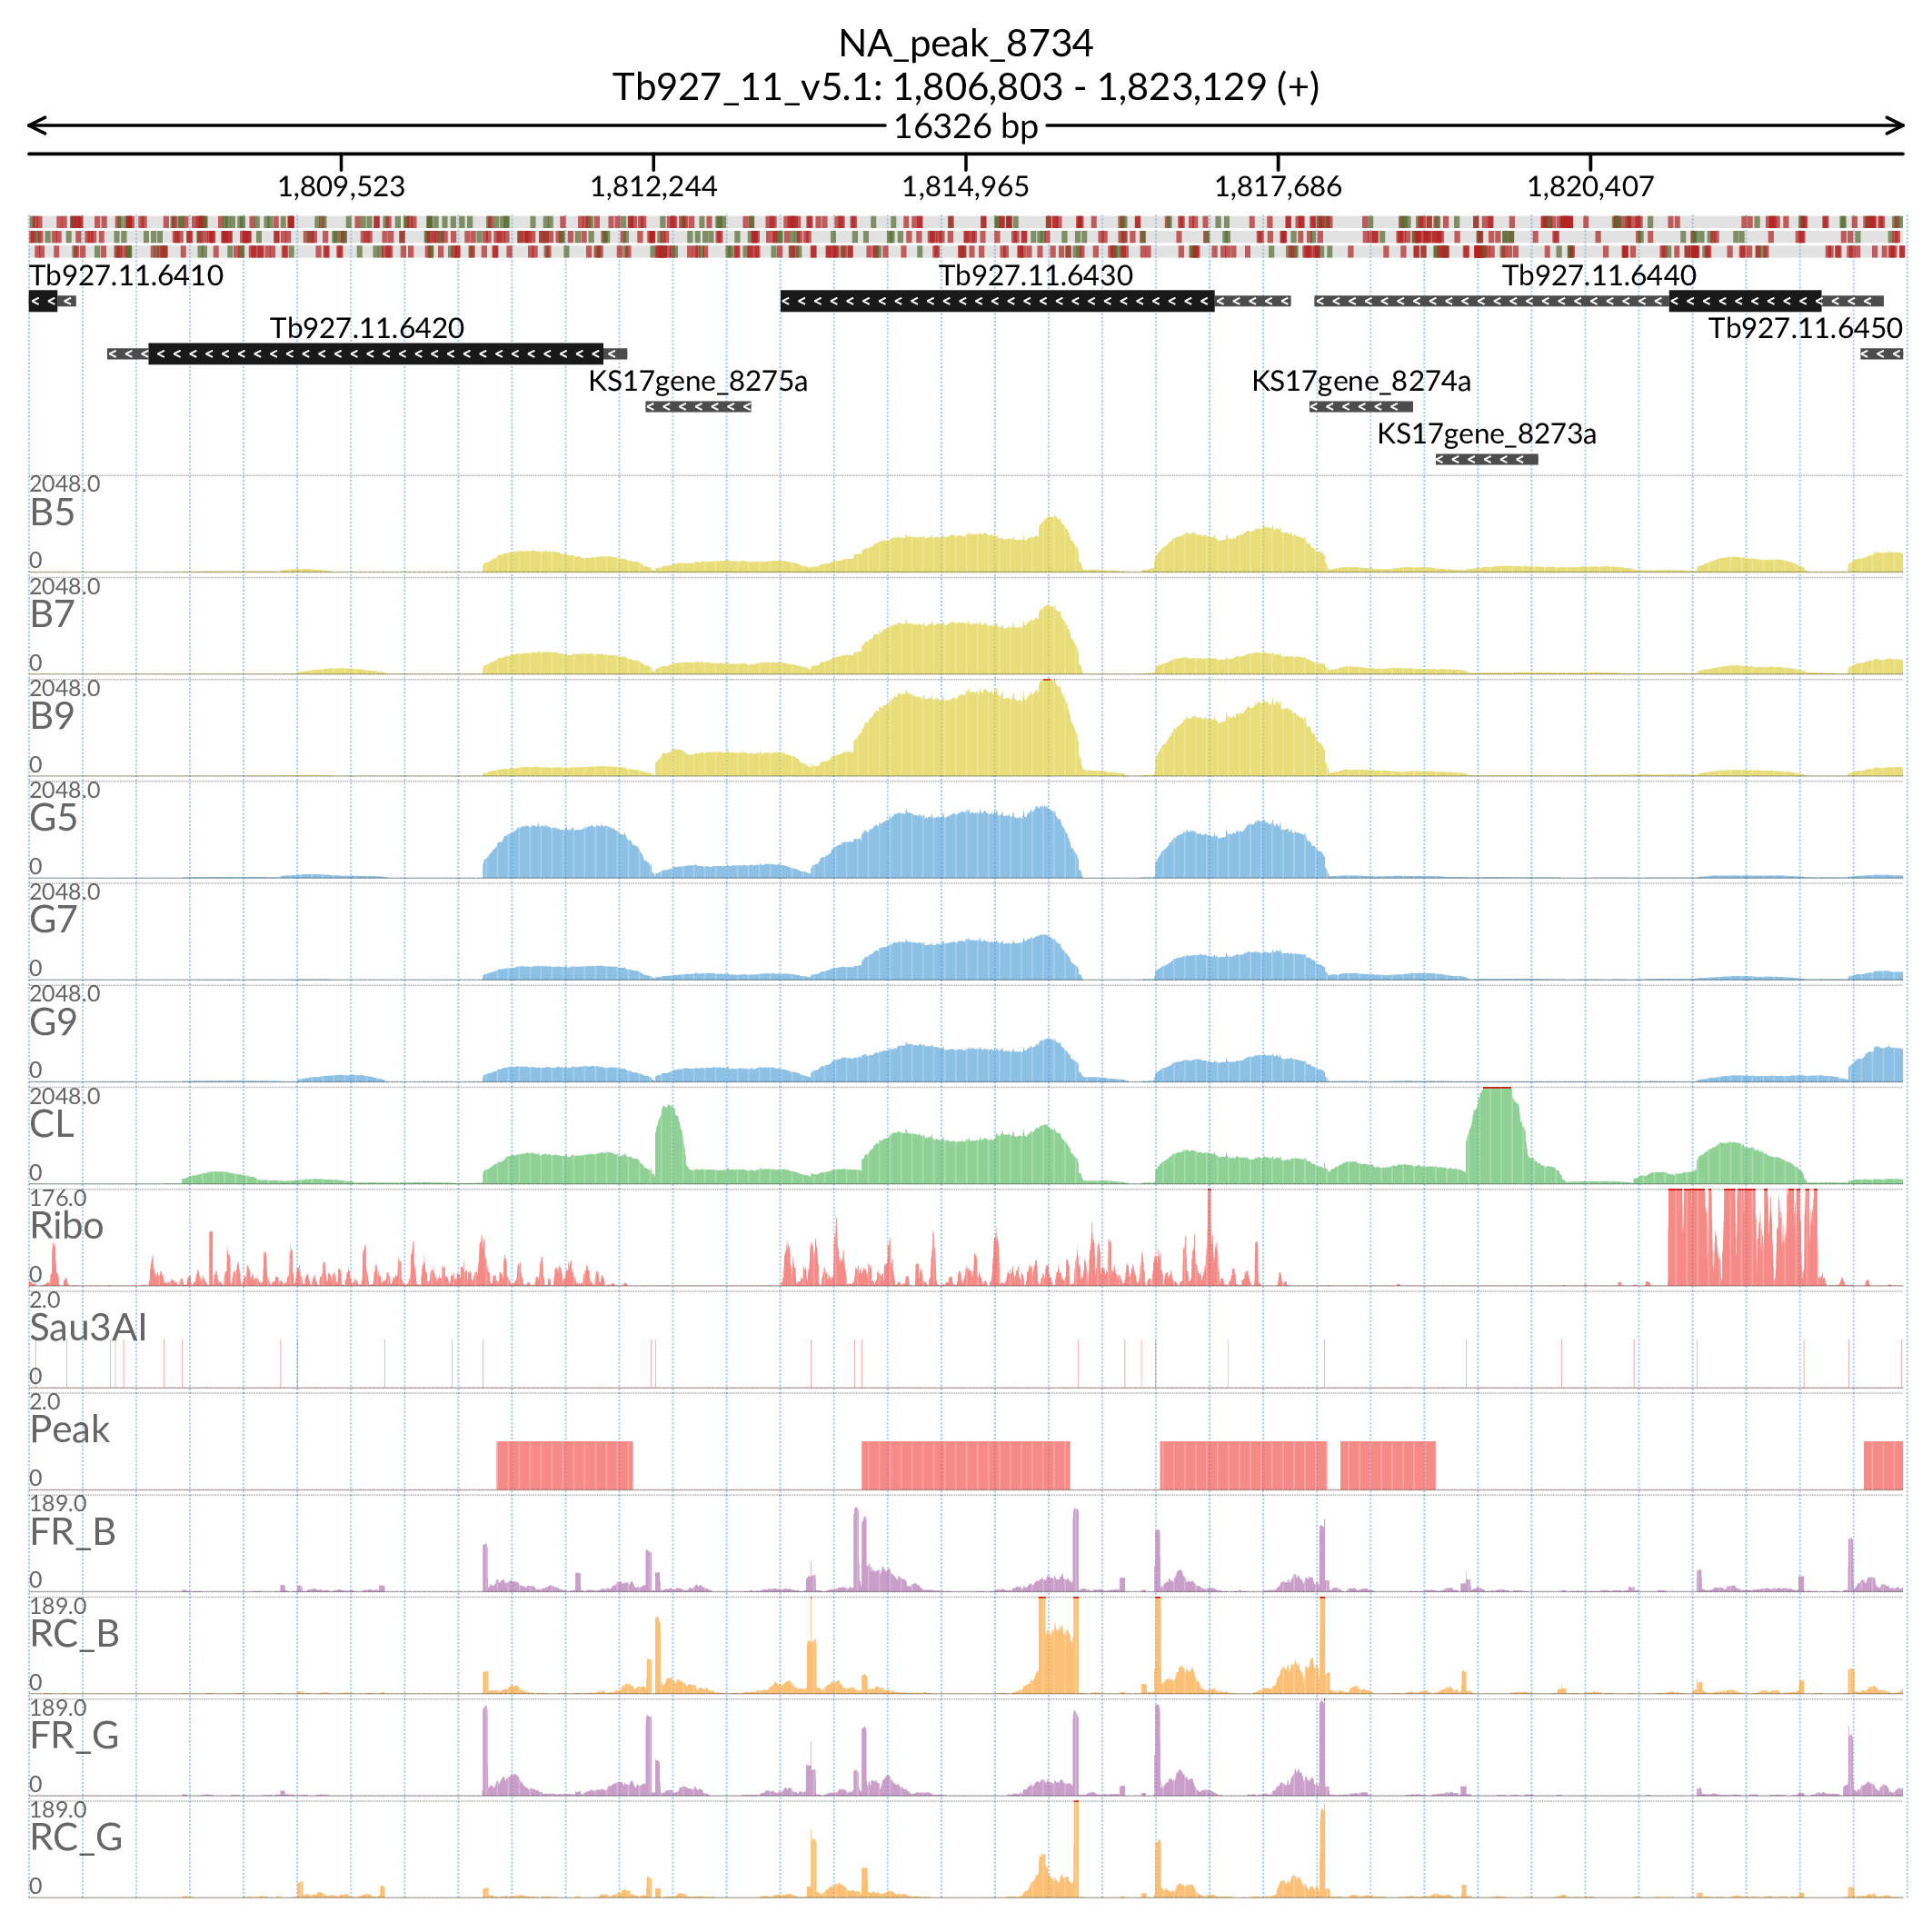 NA_peak_8734
Tb927_11_v5.1: 1,806,803 - 1,823,129 (+)
16326 bp
1,809,523 1,812,244 1,814,965 1,817,686 1,820,407
Tb927.11.6410 Tb927.11.6430 Tb927.11.6440
Tb927.11.6420 Tb927.11.6450
KS17gene_8275a KS17gene_8274a
KS17gene_8273a
2048.0
B5
0
2048.0
B7
0
2048.0
B9
0
2048.0
G5
0
2048.0
G7
0
2048.0
G9
0
2048.0
CL
0
176.0
Ribo
0
2.0
Sau3AI
0
2.0
Peak
0
189.0
FR_B
0
189.0
RC_B
0
189.0
FR_G
0
189.0
RC_G
0